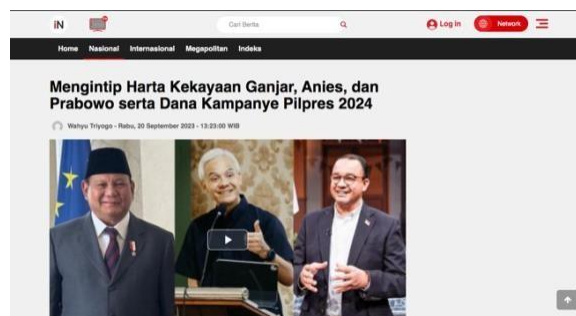 iN
Cari Berita
Log In
Network
Home Nasional Internasional Megapolitan Indeks
Mengintip Harta Kekayaan Ganjar, Anies, dan
Prabowo serta Dana Kampanye Pilpres 2024
Wahyu Triyogo - Rabu, 20 September 2023 - 13:23:00 WIB